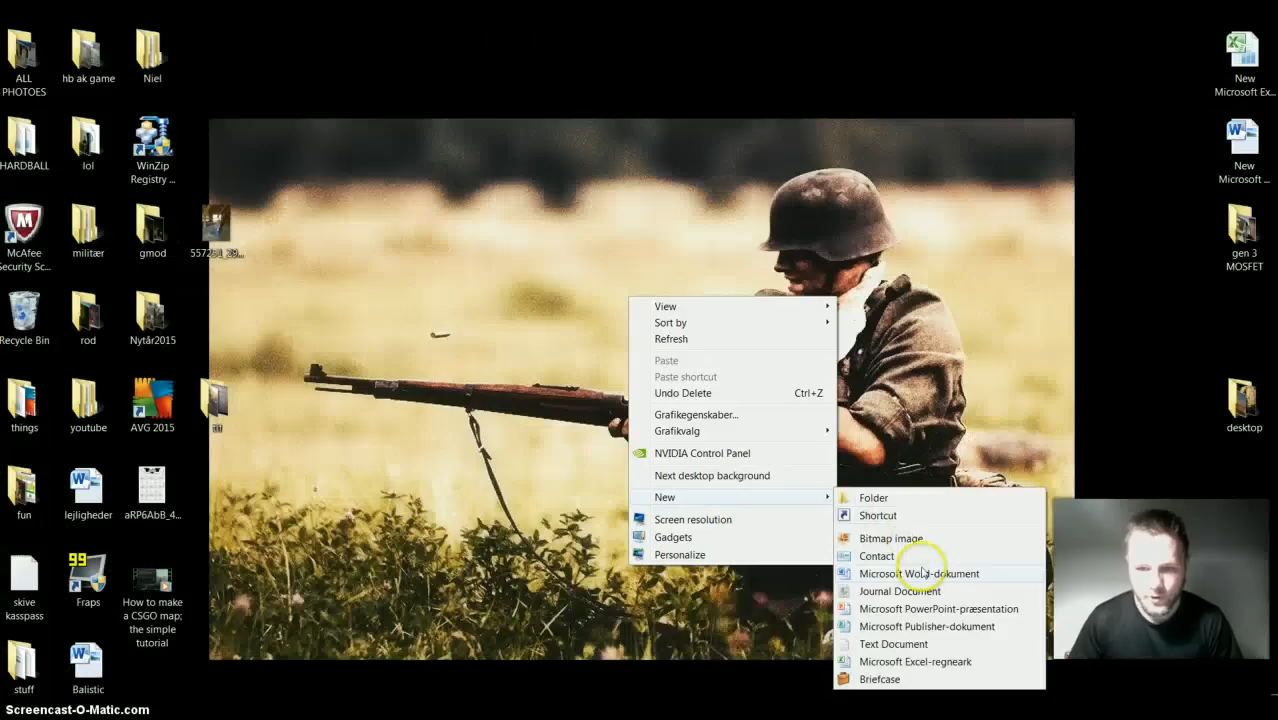 ALL
PHOTOES
hb ak game
Niel
New
Microsoft Ex...
HARDBALL
lol
WinZip
Registry ...
New
Microsoft ...
McAfee
Security Sc...
militær
gmod
gen 3
MOSFET
Recycle Bin
rod
Nytår2015
things
youtube
AVG 2015
desktop
fun
lejligheder
aRP6AbB_4...
skive
kasspass
99
Fraps
How to make
a CSGO map;
the simple
tutorial
stuff
Balistic
View
Sort by
Refresh
Paste
Paste shortcut
Undo Delete Ctrl+Z
Grafikegenskaber...
Grafikvalg
NVIDIA Control Panel
Next desktop background
New
Screen resolution
Gadgets
Personalize
Folder
Shortcut
Bitmap image
Contact
Microsoft Word-dokument
Journal Document
Microsoft PowerPoint-præsentation
Microsoft Publisher-dokument
Text Document
Microsoft Excel-regneark
Briefcase
Screencast-O-Matic.com